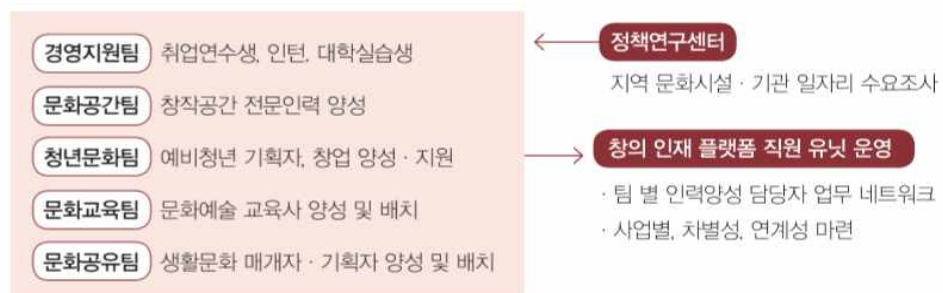 경영지원팀 취업연수생, 인턴, 대학실습생
문화공간팀 창작공간 전문인력 양성
청년문화팀 예비청년 기획자, 창업 양성 · 지원
문화교육팀 문화예술 교육사 양성 및 배치
문화공유팀 생활문화 매개자 · 기획자 양성 및 배치
정책연구센터
지역 문화시설 · 기관 일자리 수요조사
창의 인재 플랫폼 직원 유닛 운영
· 팀 별 인력양성 담당자 업무 네트워크
· 사업별, 차별성, 연계성 마련